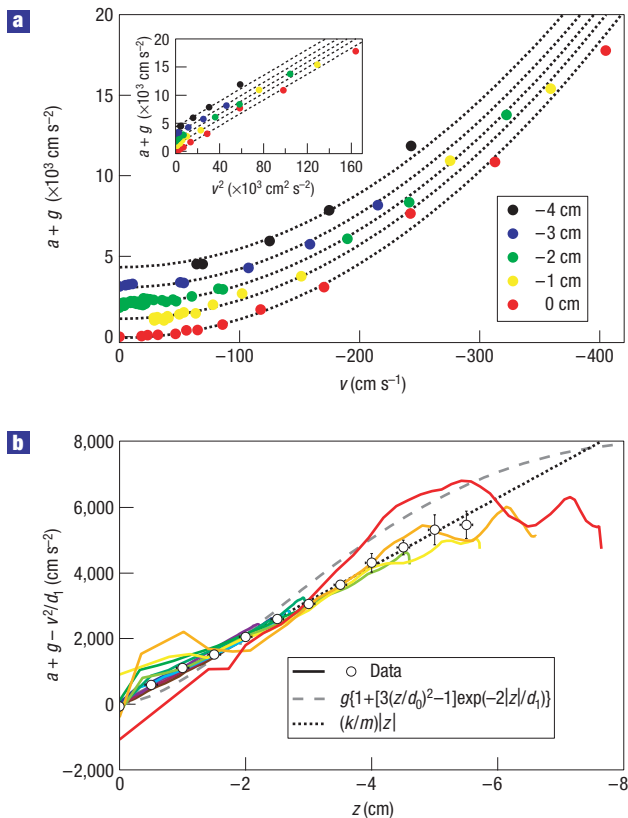 a
a + g (×10³ cm s⁻²)
20
15
10
5
0
a + g (×10³ cm s⁻²)
20
15
10
5
0
0
40
80
120
160
v² (×10³ cm² s⁻²)
−4 cm
−3 cm
−2 cm
−1 cm
0 cm
0
−100
−200
−300
−400
v (cm s⁻¹)
b
a + g − v²/d₁ (cm s⁻²)
8,000
6,000
4,000
2,000
0
−2,000
Data
g{1+[3(z/d₀)²−1]exp(−2|z|/d₁)}
(k/m)|z|
0
−2
−4
−6
−8
z (cm)